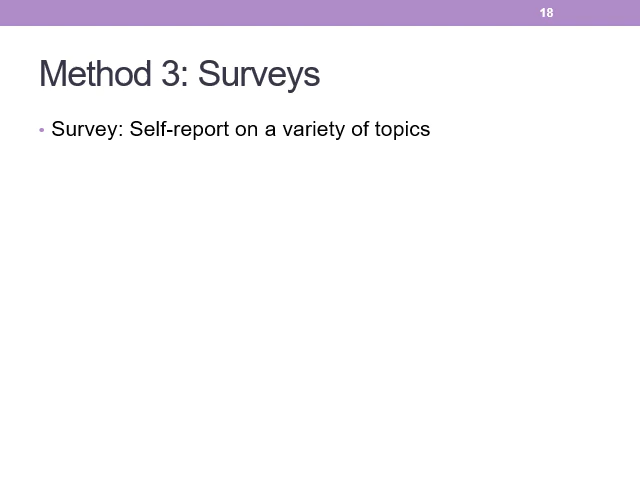 18
Method 3: Surveys
• Survey: Self-report on a variety of topics